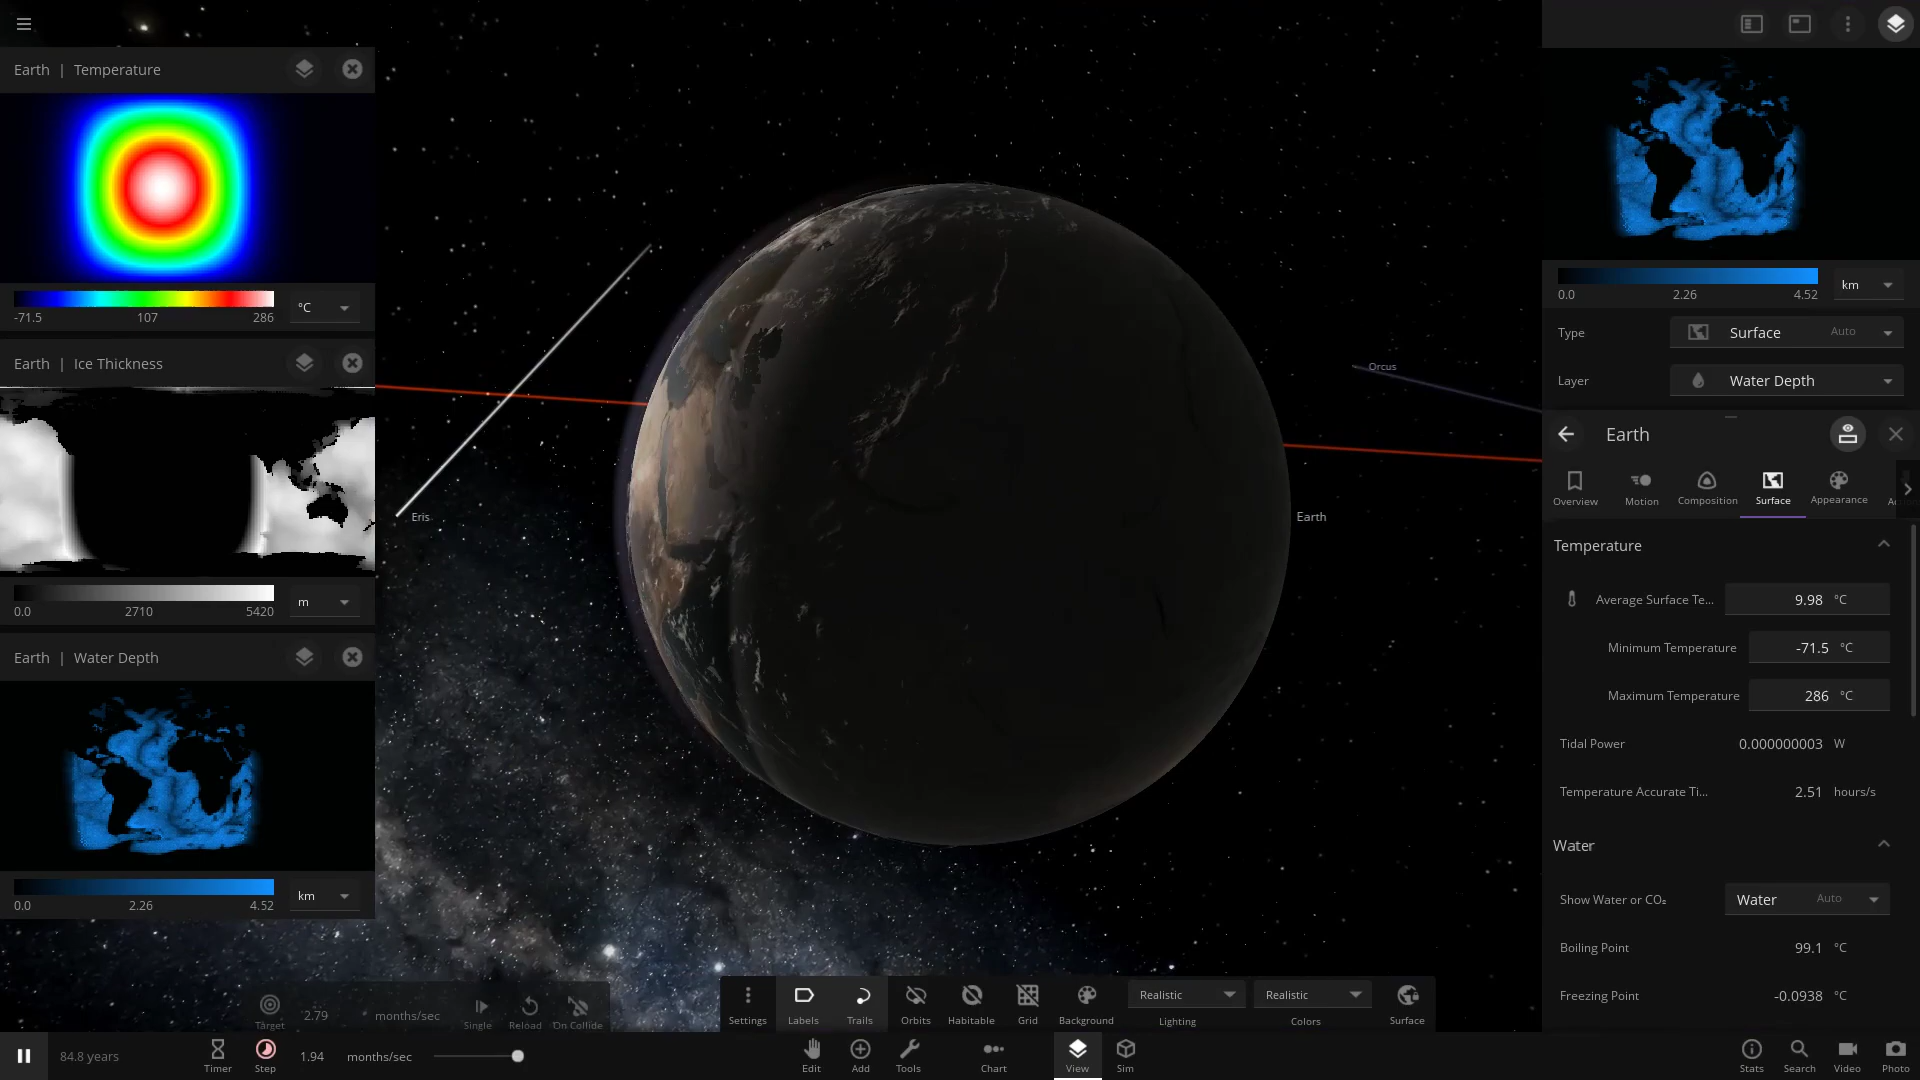 Earth | Temperature
-71.5 107 286 °C
Earth | Ice Thickness
0.0 2710 5420 m
Earth | Water Depth
0.0 2.26 4.52 km
Eris
Earth
Orcus
0.0 2.26 4.52 km
Type Surface Auto
Layer Water Depth
Earth
Overview Motion Composition Surface Appearance
Temperature
Average Surface Te... 9.98 °C
Minimum Temperature -71.5 °C
Maximum Temperature 286 °C
Tidal Power 0.000000003 W
Temperature Accurate Ti... 2.51 hours/s
Water
Show Water or CO₂ Water Auto
Boiling Point 99.1 °C
Freezing Point -0.0938 °C
Target 2.79 months/sec Single Reload On Collide
Settings Labels Trails Orbits Habitable Grid Background
Realistic Lighting
Realistic Colors
Surface
84.8 years Timer Step 1.94 months/sec
Edit Add Tools Chart View Sim
Stats Search Video Photo